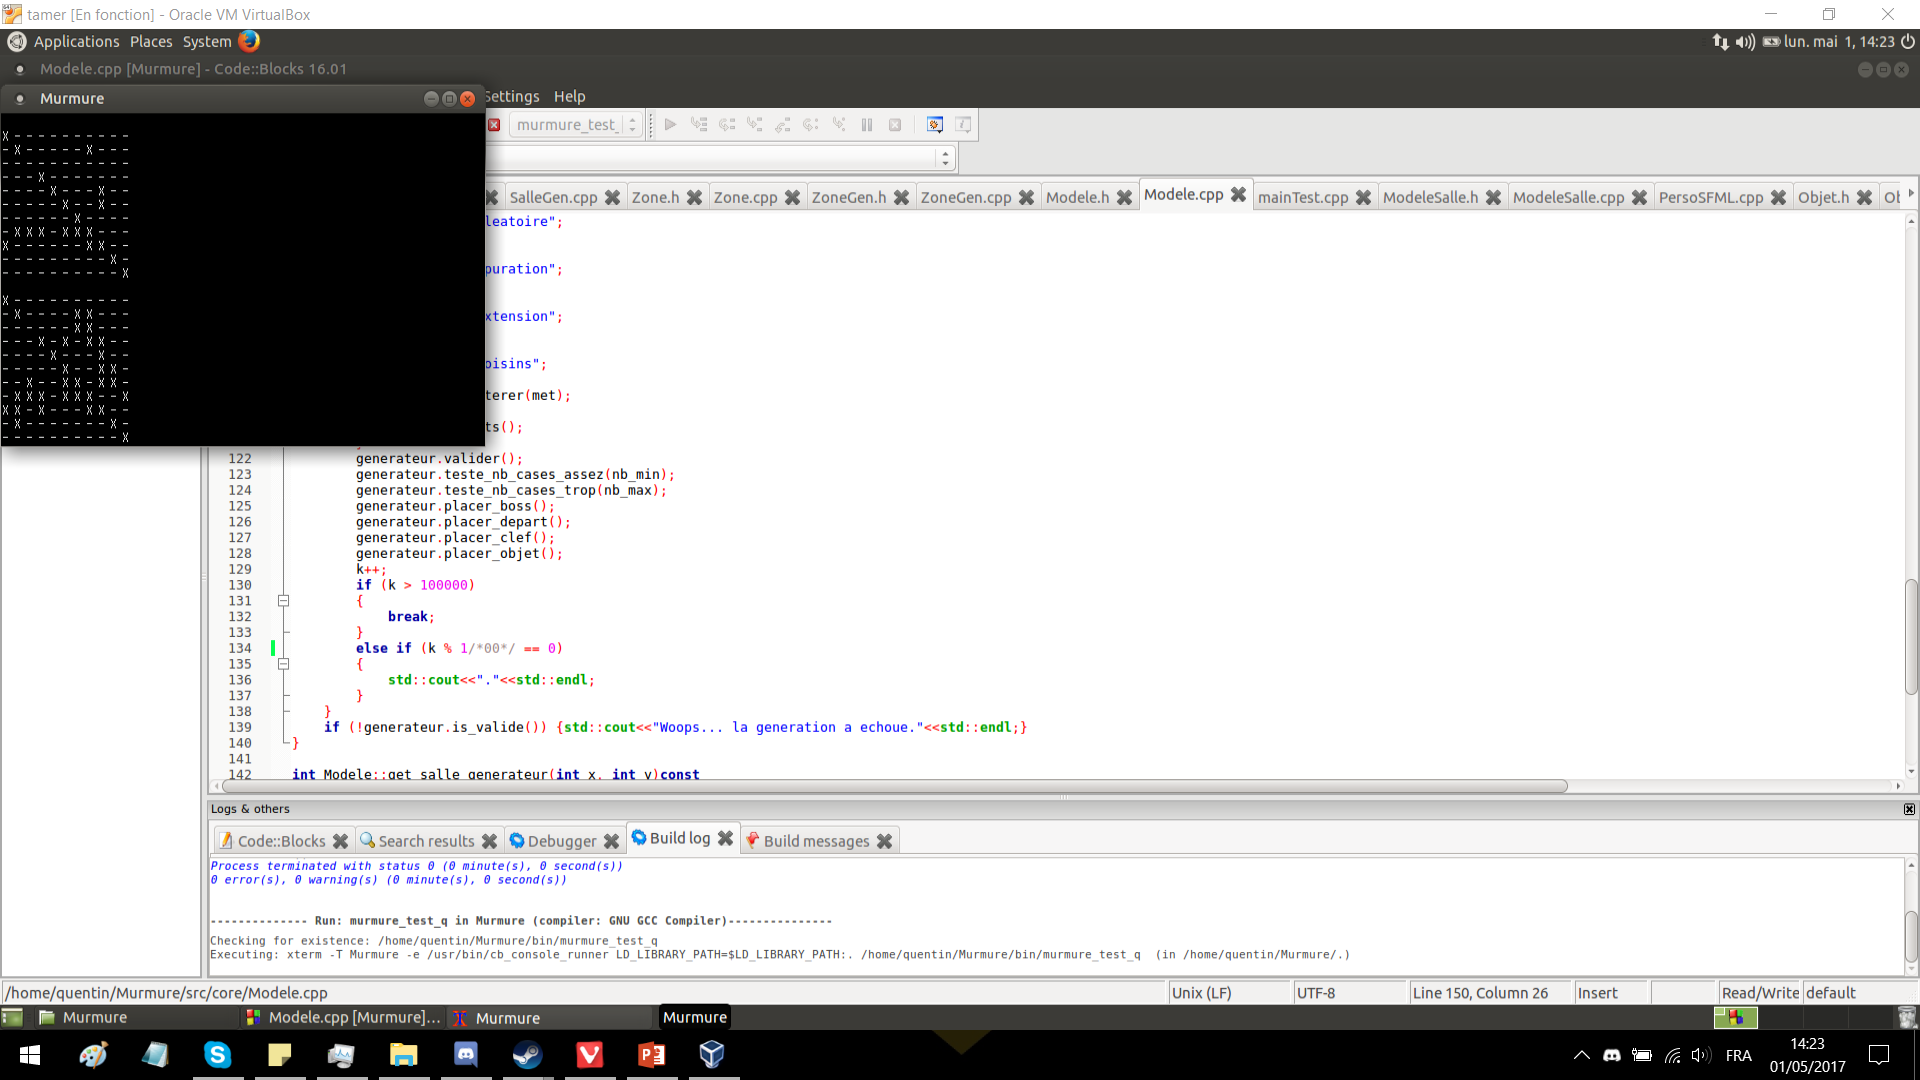 tamer [En fonction] - Oracle VM VirtualBox
Applications Places System lun. mai 1, 14:23
Modele.cpp [Murmure] - Code::Blocks 16.01
Murmure
Settings Help
murmure_test_
X - - - - - - - - - -
- X - - - - - X - - -
- - - - - - - - - - -
- - - X - - - - - - -
- - - - X - - - X - -
- - - - - X - - X - -
- - - - - - X - - - -
- X X X - X X X - - -
X - - - - - - X X - -
- - - - - - - - - X -
- - - - - - - - - - X
X - - - - - - - - - -
- X - - - - X X - - -
- - - - - - X X - - -
- - - X - X - X X - -
- - - - X - - - X - -
- - - - - X - - X X -
- - X - - X X - X X -
- X X X - X X X - - X
X X - X - - - X X - -
- X - - - - - - - X -
- - - - - - - - - - X
SalleGen.cpp Zone.h Zone.cpp ZoneGen.h ZoneGen.cpp Modele.h Modele.cpp mainTest.cpp ModeleSalle.h ModeleSalle.cpp PersoSFML.cpp Objet.h
leatoire";
puration";
xtension";
oisins";
terer(met);
ts();
122 generateur.valider();
123 generateur.teste_nb_cases_assez(nb_min);
124 generateur.teste_nb_cases_trop(nb_max);
125 generateur.placer_boss();
126 generateur.placer_depart();
127 generateur.placer_clef();
128 generateur.placer_objet();
129 k++;
130 if (k > 100000)
131 {
132 break;
133 }
134 else if (k % 1/*00*/ == 0)
135 {
136 std::cout<<"."<<std::endl;
137 }
138 }
139 if (!generateur.is_valide()) {std::cout<<"Woops... la generation a echoue."<<std::endl;}
140 }
141
142 int Modele::get_salle_generateur(int x, int y)const
Logs & others
Code::Blocks Search results Debugger Build log Build messages
Process terminated with status 0 (0 minute(s), 0 second(s))
0 error(s), 0 warning(s) (0 minute(s), 0 second(s))
-------------- Run: murmure_test_q in Murmure (compiler: GNU GCC Compiler)---------------
Checking for existence: /home/quentin/Murmure/bin/murmure_test_q
Executing: xterm -T Murmure -e /usr/bin/cb_console_runner LD_LIBRARY_PATH=$LD_LIBRARY_PATH:. /home/quentin/Murmure/bin/murmure_test_q (in /home/quentin/Murmure/.)
/home/quentin/Murmure/src/core/Modele.cpp Unix (LF) UTF-8 Line 150, Column 26 Insert Read/Write default
Murmure Modele.cpp [Murmure]... Murmure Murmure
14:23
FRA
01/05/2017